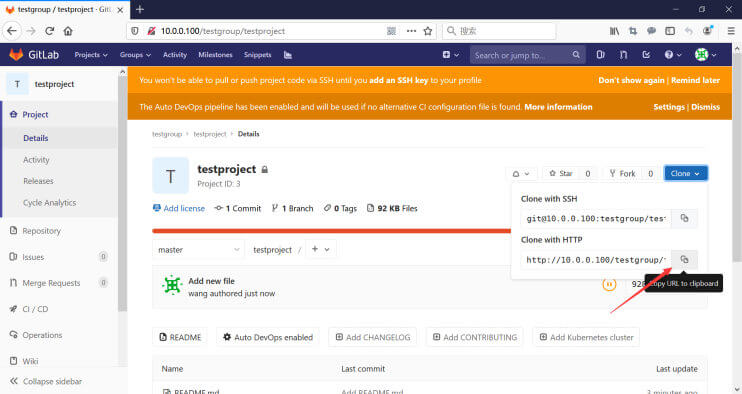 testgroup / testproject · GitL
10.0.0.100/testgroup/testproject
搜索
GitLab
Projects
Groups
Activity
Milestones
Snippets
Search or jump to...
T
testproject
Project
Details
Activity
Releases
Cycle Analytics
Repository
Issues
0
Merge Requests
0
CI / CD
Operations
Wiki
Collapse sidebar
You won't be able to pull or push project code via SSH until you add an SSH key to your profile
Don't show again | Remind later
The Auto DevOps pipeline has been enabled and will be used if no alternative CI configuration file is found. More information
Settings | Dismiss
testgroup › testproject › Details
T
testproject
Project ID: 3
Star 0
Fork 0
Clone
Add license
1 Commit
1 Branch
0 Tags
92 KB Files
Clone with SSH
git@10.0.0.100:testgroup/test
Clone with HTTP
http://10.0.0.100/testgroup/t
Copy URL to clipboard
master
testproject / +
Add new file
wang authored just now
README
Auto DevOps enabled
Add CHANGELOG
Add CONTRIBUTING
Add Kubernetes cluster
Name
Last commit
Last update
README.md
Add README.md
3 minutes ago